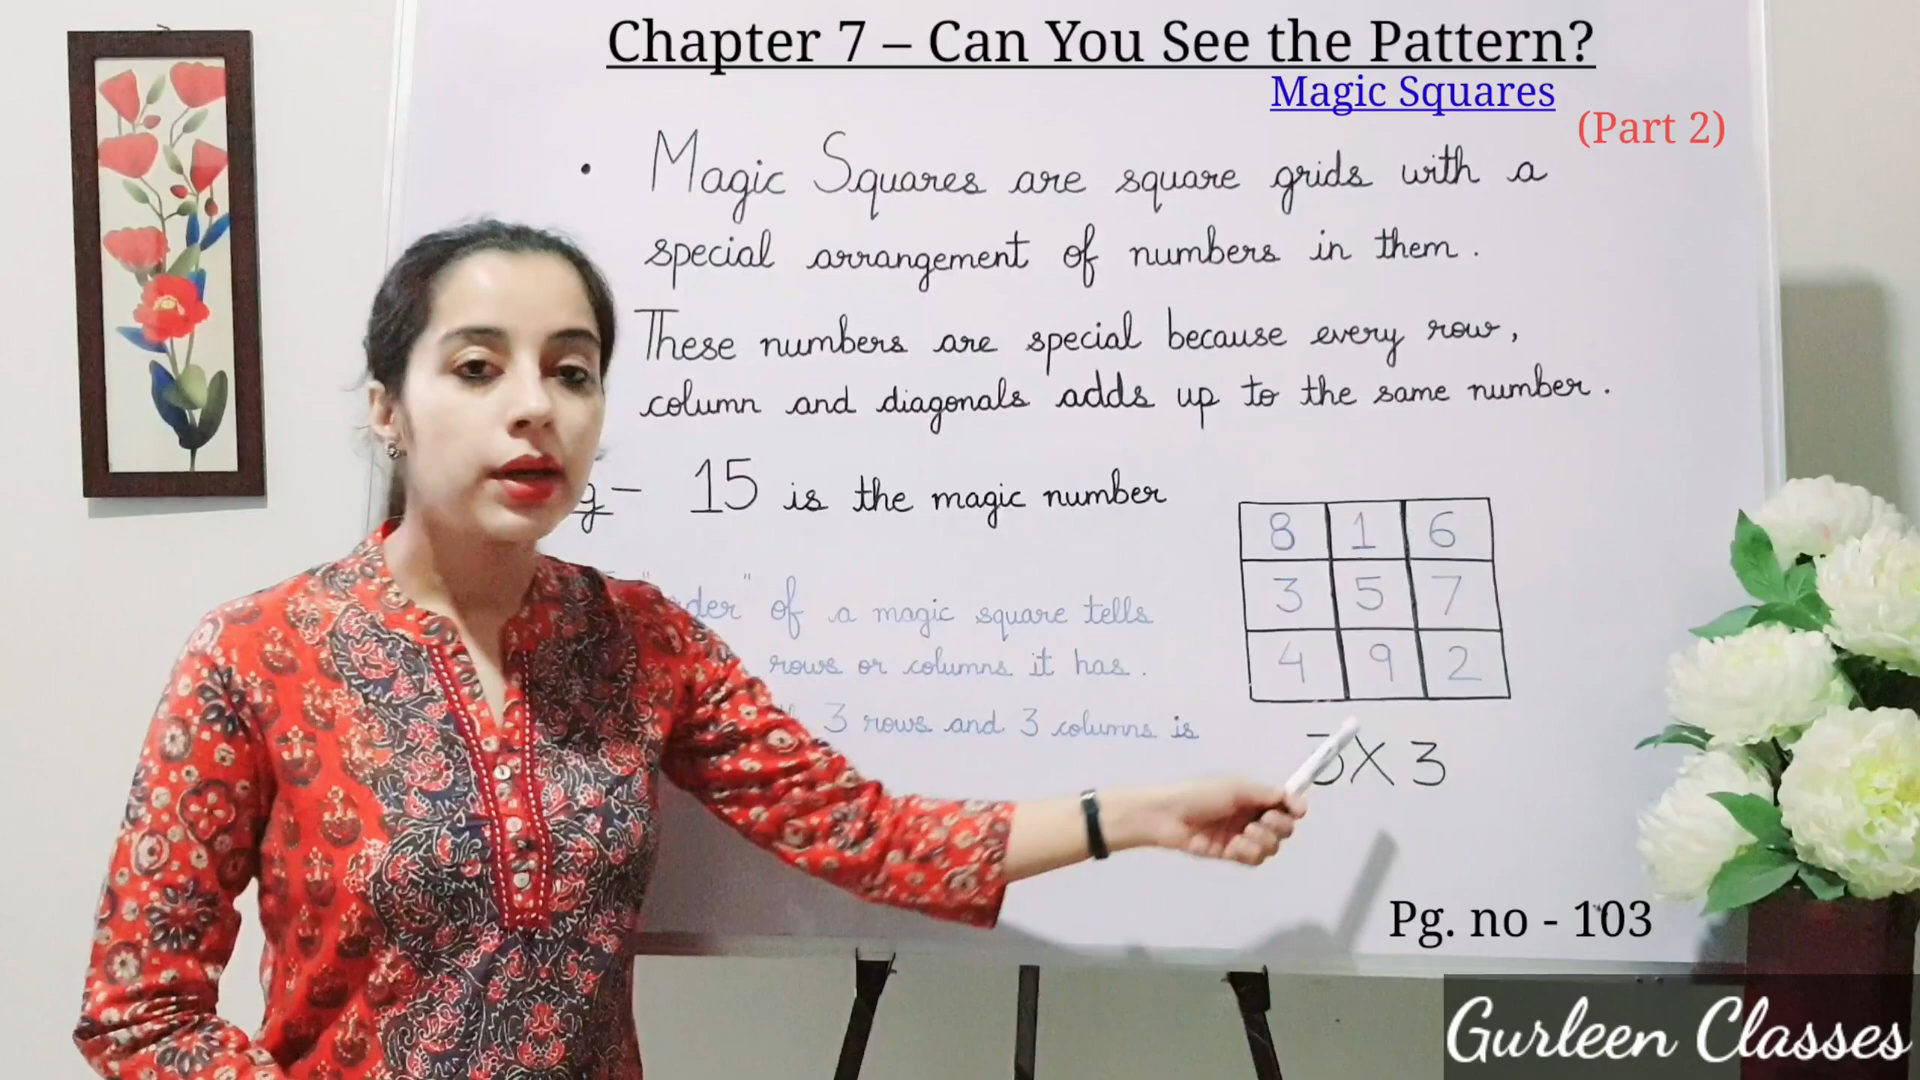 Chapter 7 – Can You See the Pattern?
Magic Squares
(Part 2)
• Magic Squares are square grids with a
special arrangement of numbers in them.
These numbers are special because every row,
column and diagonals adds up to the same number.
15 is the magic number
of a magic square tells
rows or columns it has.
3 rows and 3 columns is
8 1 6
3 5 7
4 9 2
3 X 3
Pg. no - 103
Gurleen Classes